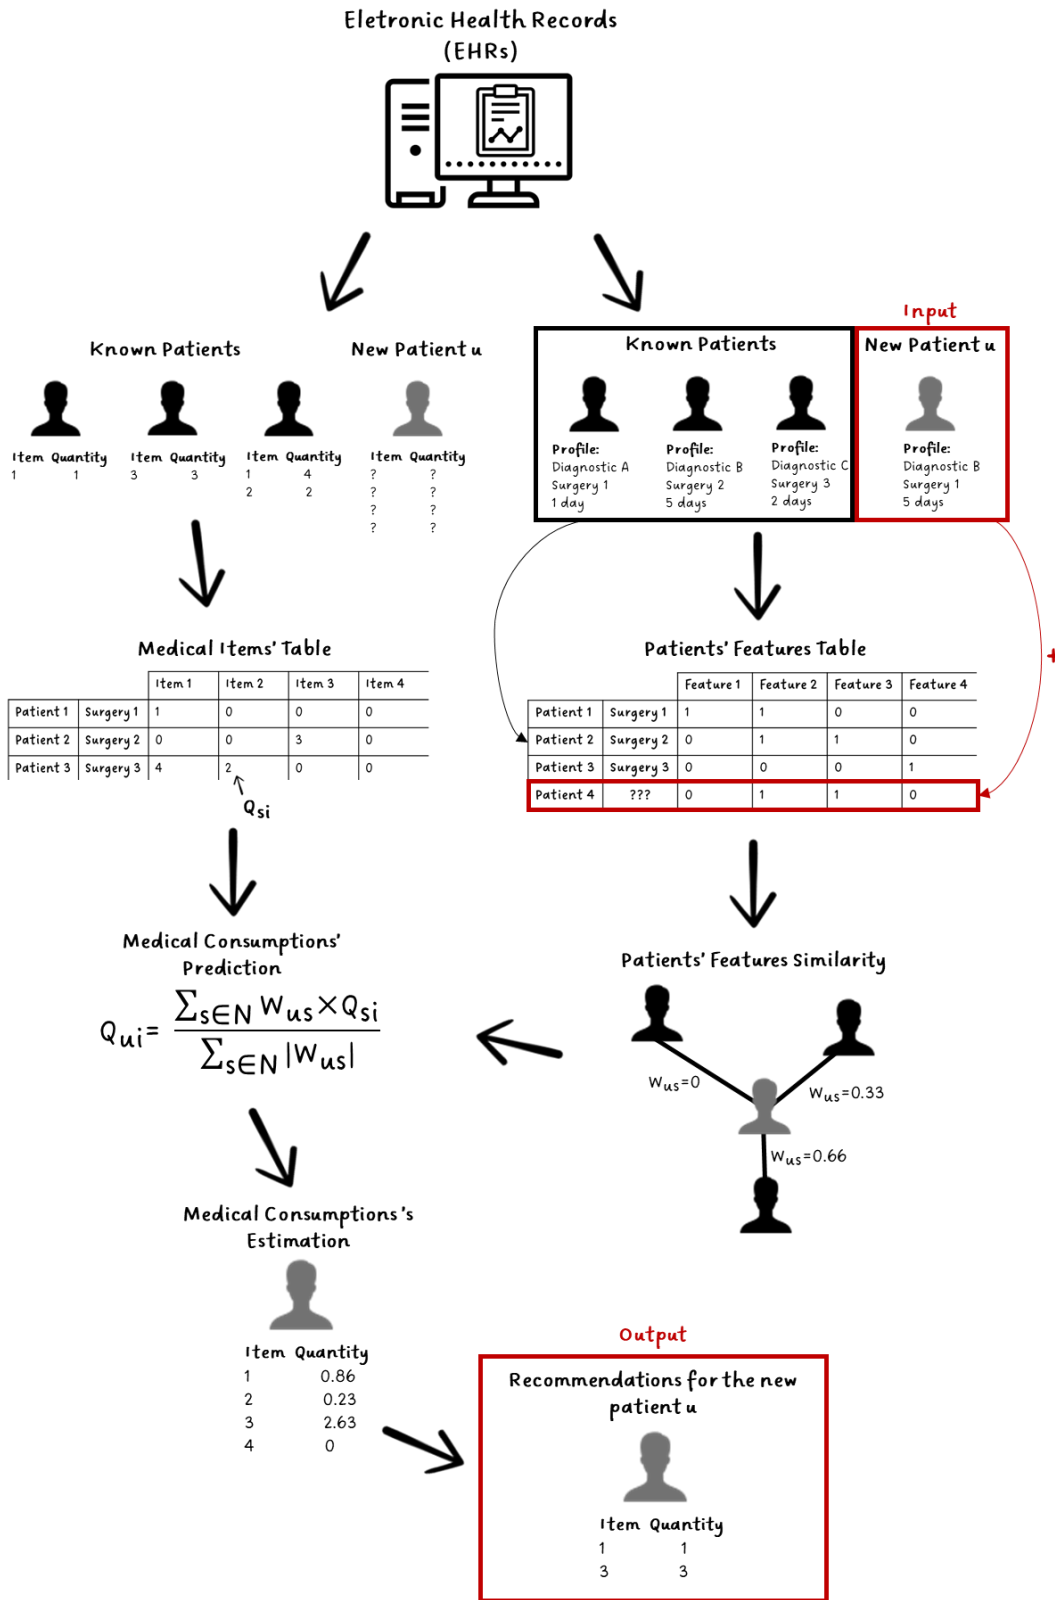 Eletronic Health Records
(EHRs)
Input
Known Patients
New Patient u
Item Quantity
1 1
Item Quantity
3 3
Item Quantity
1 4
2 2
Item Quantity
? ?
? ?
? ?
? ?
Known Patients
New Patient u
Profile:
Diagnostic A
Surgery 1
1 day
Profile:
Diagnostic B
Surgery 2
5 days
Profile:
Diagnostic C
Surgery 3
2 days
Profile:
Diagnostic B
Surgery 1
5 days
Medical Items' Table
Item 1 Item 2 Item 3 Item 4
Patient 1 Surgery 1 1 0 0 0
Patient 2 Surgery 2 0 0 3 0
Patient 3 Surgery 3 4 2 0 0
Qsi
Patients' Features Table
Feature 1 Feature 2 Feature 3 Feature 4
Patient 1 Surgery 1 1 1 0 0
Patient 2 Surgery 2 0 1 1 0
Patient 3 Surgery 3 0 0 0 1
Patient 4 ??? 0 1 1 0
+
Medical Consumptions'
Prediction
Qui= ∑s∈N Wus×Qsi
∑s∈N |Wus|
Patients' Features Similarity
Wus=0
Wus=0.33
Wus=0.66
Medical Consumptions's
Estimation
Item Quantity
1 0.86
2 0.23
3 2.63
4 0
Output
Recommendations for the new
patient u
Item Quantity
1 1
3 3